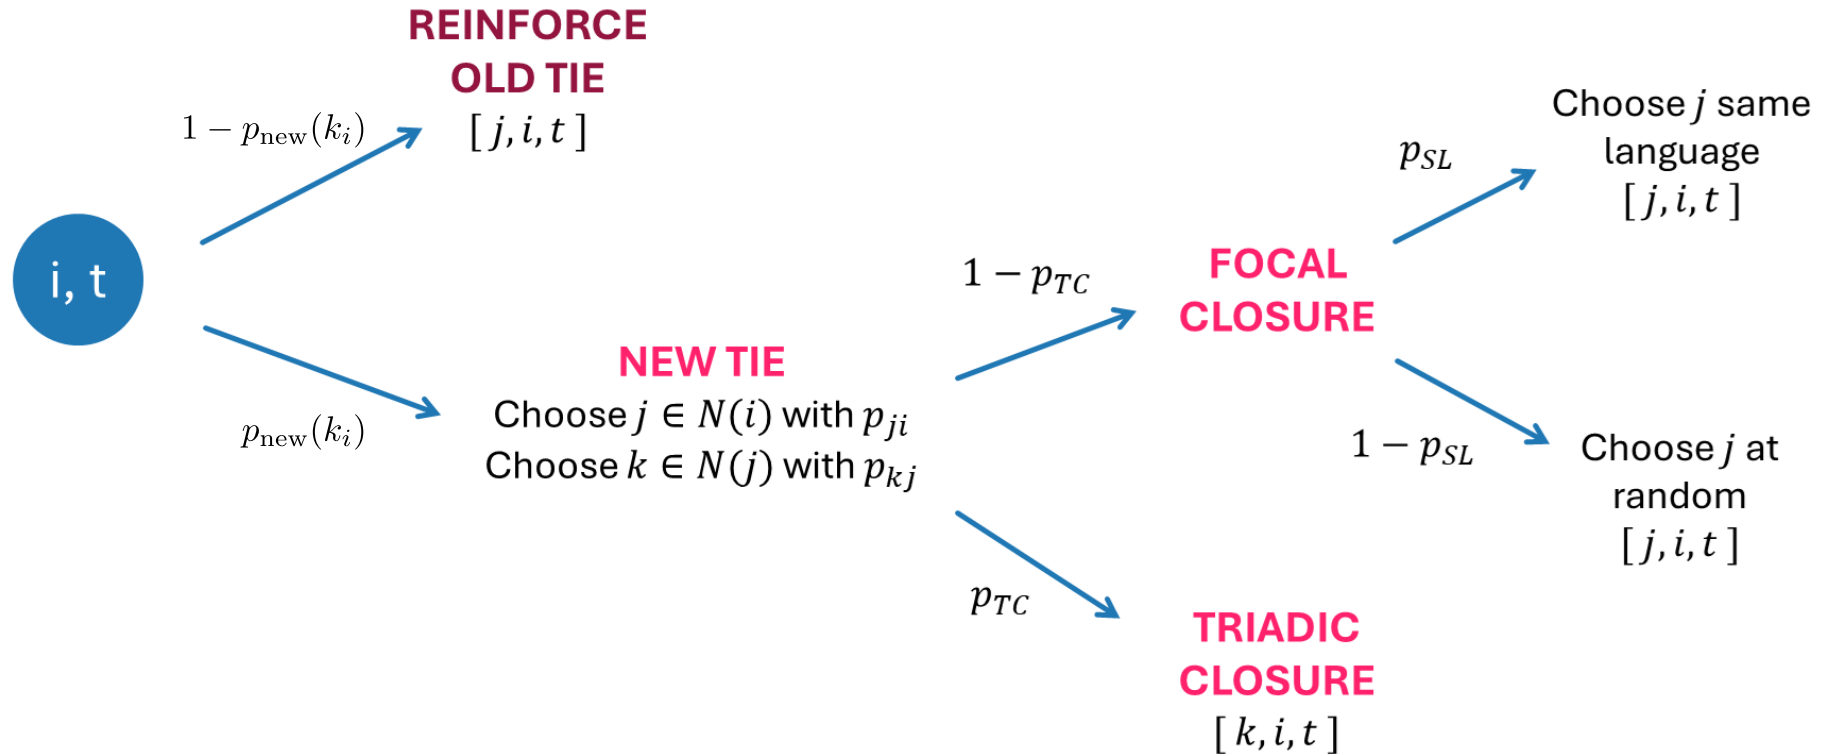 REINFORCE
OLD TIE
[ j, i, t ]
1 − p_new(k_i)
i, t
p_new(k_i)
NEW TIE
Choose j ∈ N(i) with p_ji
Choose k ∈ N(j) with p_kj
1 − p_TC
FOCAL
CLOSURE
p_SL
Choose j same
language
[ j, i, t ]
1 − p_SL
Choose j at
random
[ j, i, t ]
p_TC
TRIADIC
CLOSURE
[ k, i, t ]